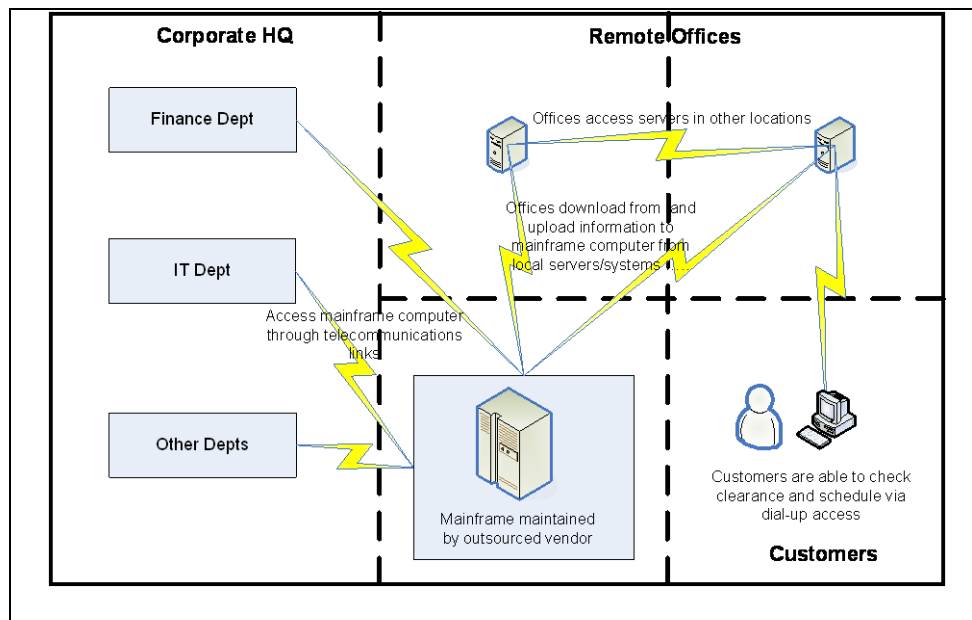 Corporate HQ
Remote Offices
Finance Dept
Offices access servers in other locations
Offices download from and
upload information to
mainframe computer from
local servers/systems
IT Dept
Access mainframe computer
through telecommunications
links
Other Depts
Mainframe maintained
by outsourced vendor
Customers are able to check
clearance and schedule via
dial-up access
Customers